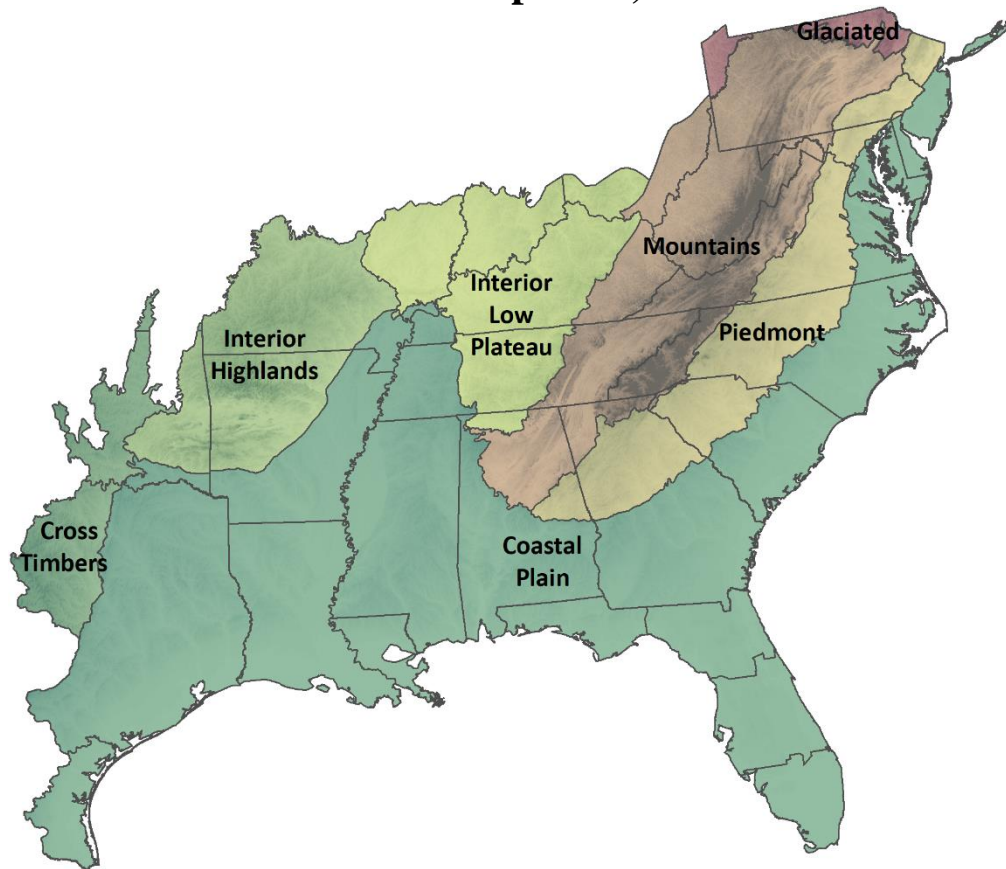 Glaciated
Mountains
Interior
Low
Plateau
Piedmont
Interior
Highlands
Cross
Timbers
Coastal
Plain